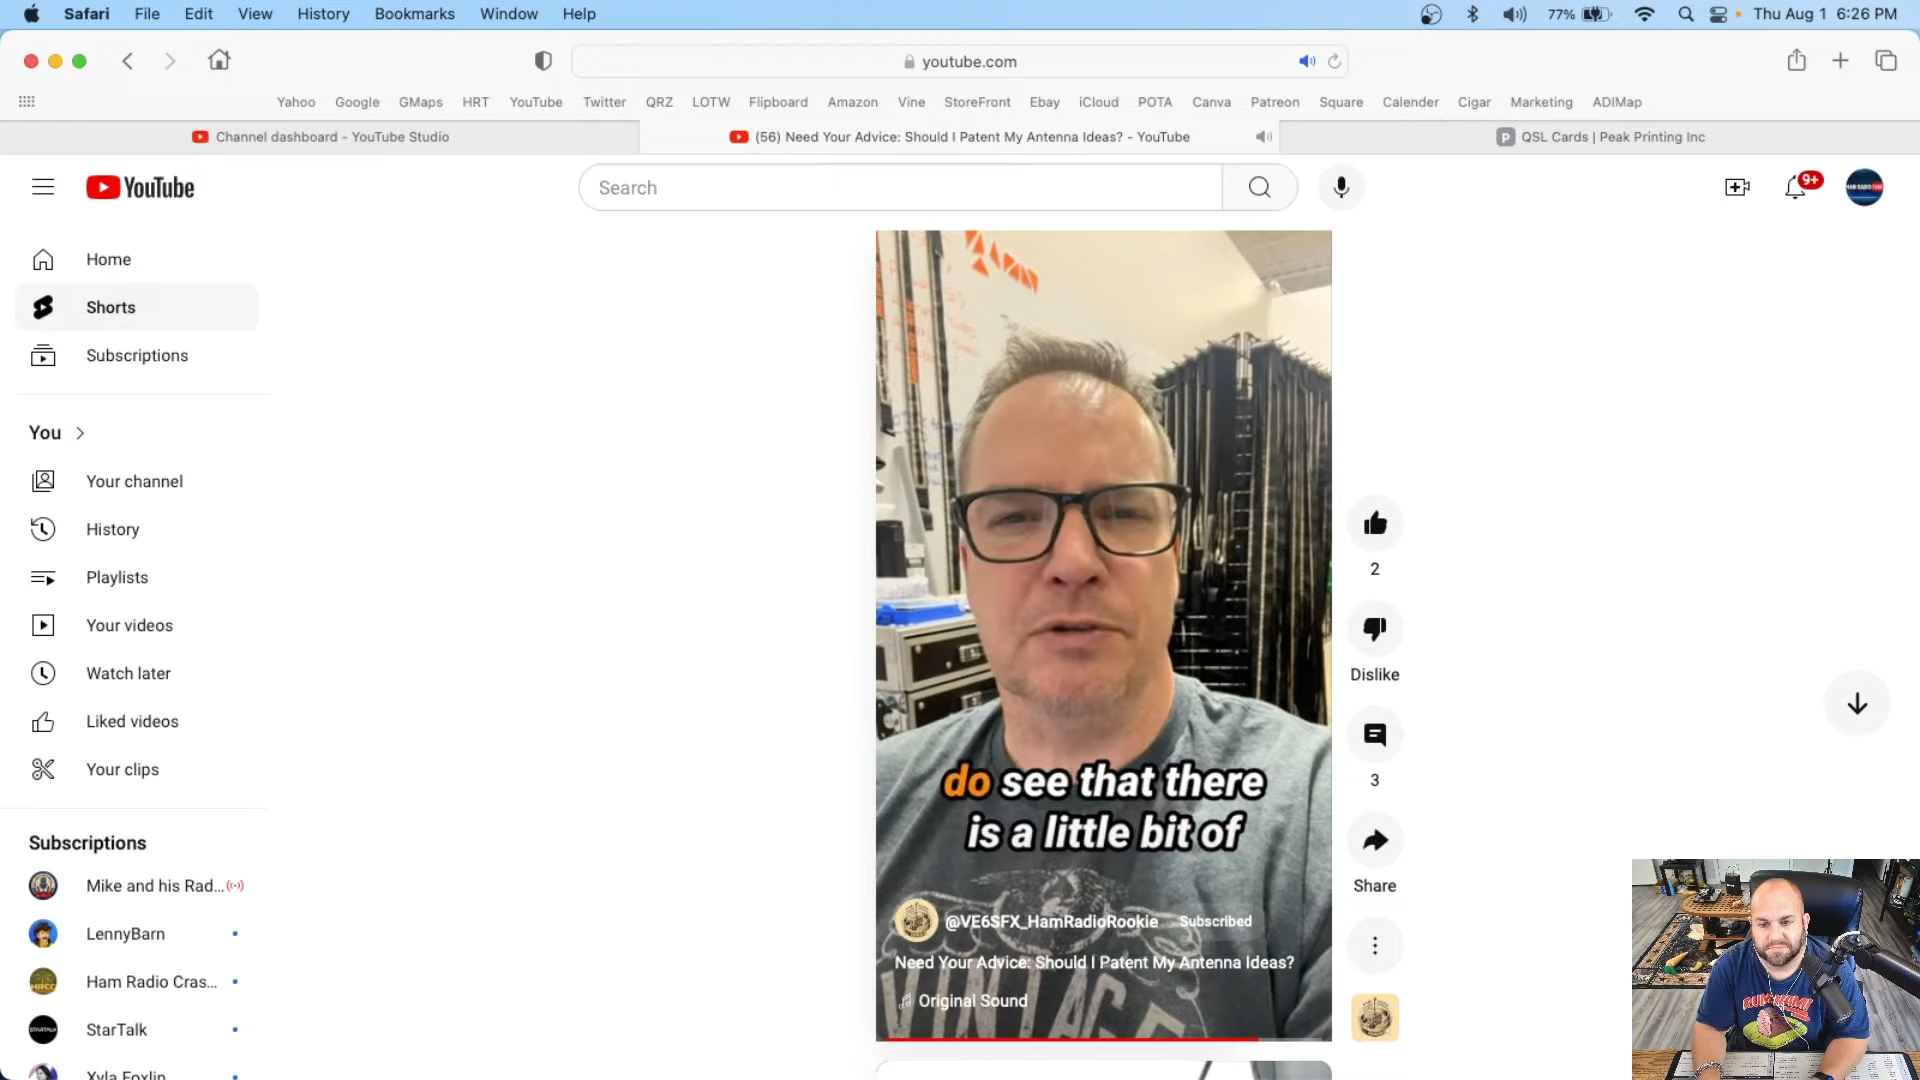 Safari File Edit View History Bookmarks Window Help 77% Thu Aug 1 6:26 PM
youtube.com
Yahoo Google GMaps HRT YouTube Twitter QRZ LOTW Flipboard Amazon Vine StoreFront Ebay iCloud POTA Canva Patreon Square Calender Cigar Marketing ADIMap
Channel dashboard - YouTube Studio
(56) Need Your Advice: Should I Patent My Antenna Ideas? - YouTube
P QSL Cards | Peak Printing Inc
YouTube
Search
9+
HAM RADIO
Home
Shorts
Subscriptions
You
Your channel
History
Playlists
Your videos
Watch later
Liked videos
Your clips
Subscriptions
Mike and his Rad...
LennyBarn
Ham Radio Cras...
StarTalk
Xyla Foxlin
do see that there
is a little bit of
@VE6SFX_HamRadioRookie Subscribed
Need Your Advice: Should I Patent My Antenna Ideas?
Original Sound
VINTAGE
2
Dislike
3
Share